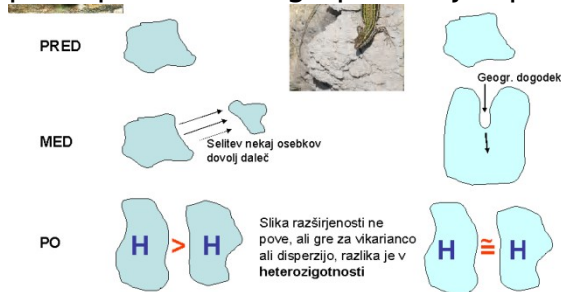 PRED
Geogr. dogodek
MED
Selitev nekaj osebkov
dovolj daleč
PO
H > H
Slika razširjenosti ne
pove, ali gre za vikarianco
ali disperzijo, razlika je v
heterozigotnosti
H ≅ H